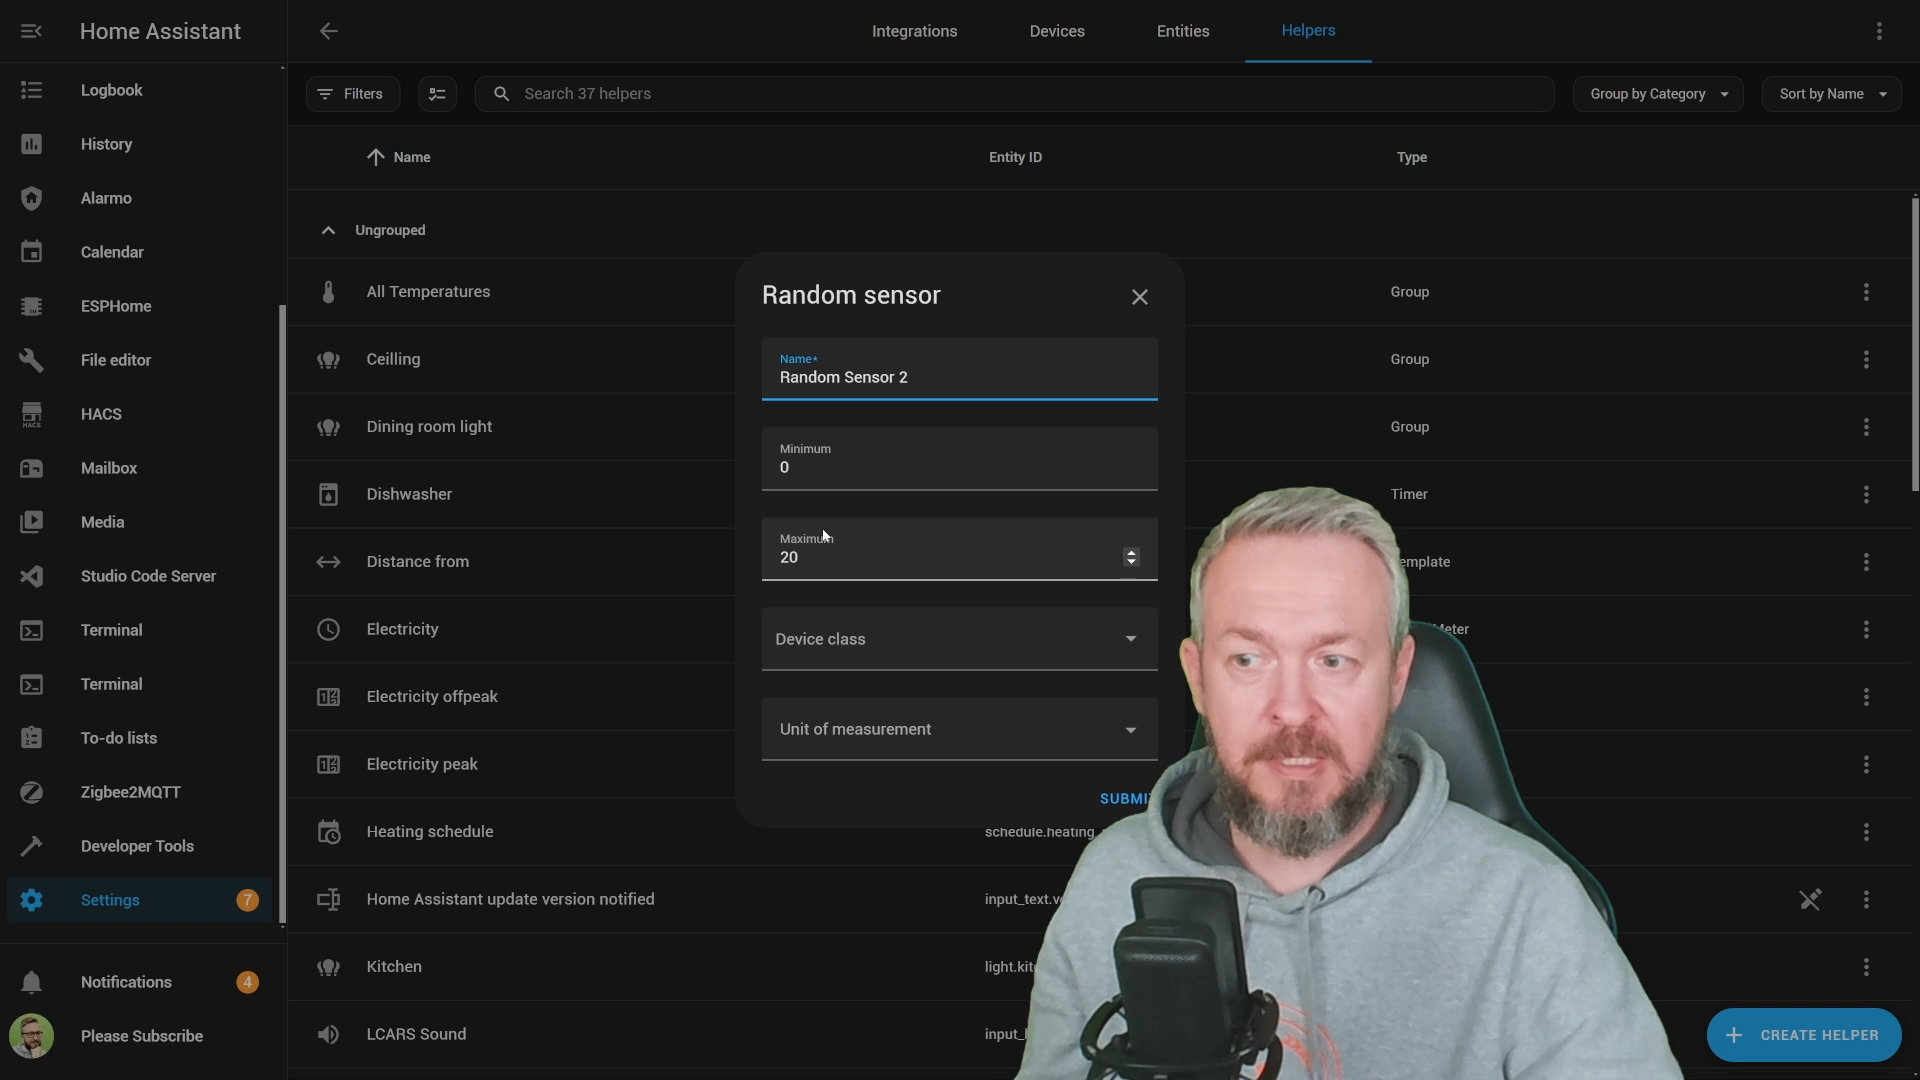 Home Assistant
Integrations
Devices
Entities
Helpers
Logbook
History
Alarmo
Calendar
ESPHome
File editor
HACS
HACS
Mailbox
Media
Studio Code Server
Terminal
Terminal
To-do lists
Zigbee2MQTT
Developer Tools
Settings
7
Notifications
4
Please Subscribe
Filters
Search 37 helpers
Group by Category
Sort by Name
Name
Entity ID
Type
Ungrouped
All Temperatures
Group
Ceilling
Group
Dining room light
Group
Dishwasher
Timer
Distance from
emplate
Electricity
Meter
Electricity offpeak
Electricity peak
Heating schedule
schedule.heating_
Home Assistant update version notified
input_text.ve
Kitchen
light.kit
LCARS Sound
input_
Random sensor
Name*
Random Sensor 2
Minimum
0
Maximum
20
Device class
Unit of measurement
SUBMI
CREATE HELPER